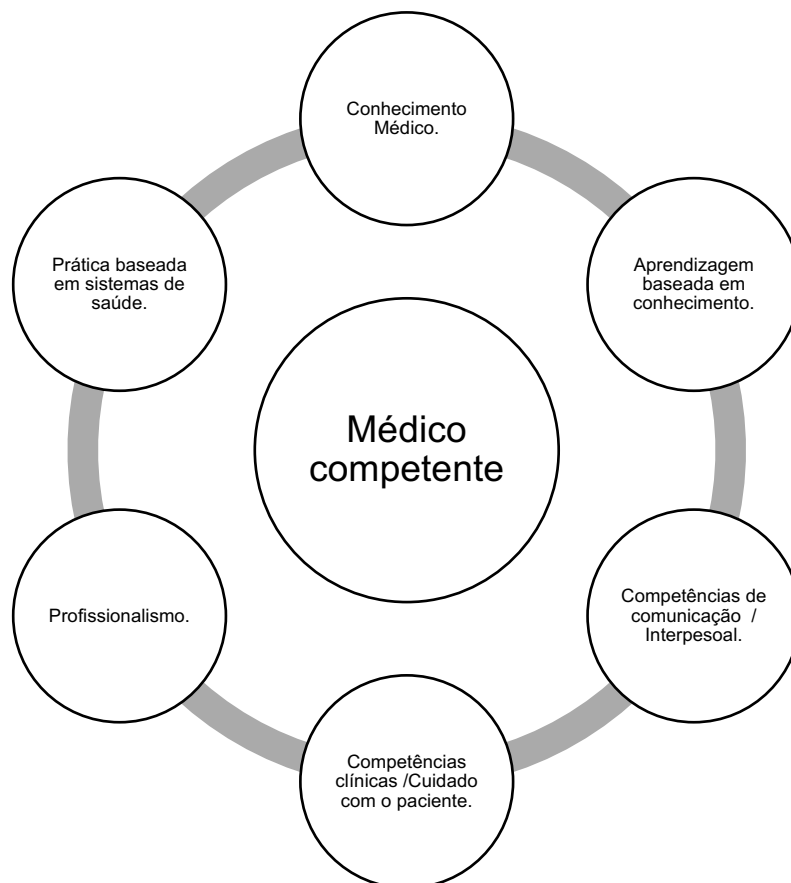 Conhecimento
Médico.
Aprendizagem
baseada em
conhecimento.
Competências de
comunicação /
Interpesoal.
Competências
clínicas /Cuidado
com o paciente.
Profissionalismo.
Prática baseada
em sistemas de
saúde.
Médico
competente